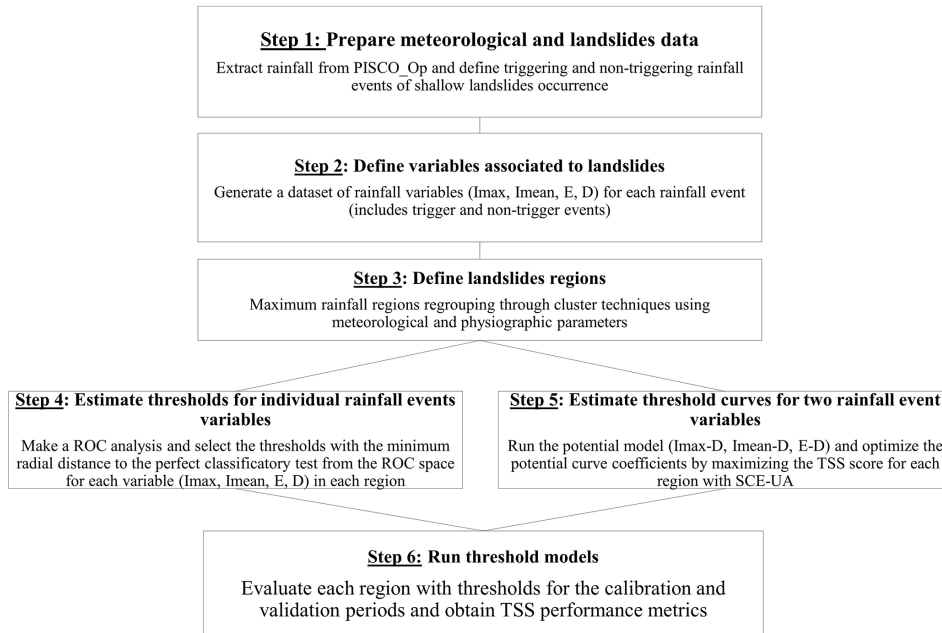 Step 1: Prepare meteorological and landslides data
Extract rainfall from PISCO_Op and define triggering and non-triggering rainfall
events of shallow landslides occurrence
Step 2: Define variables associated to landslides
Generate a dataset of rainfall variables (Imax, Imean, E, D) for each rainfall event
(includes trigger and non-trigger events)
Step 3: Define landslides regions
Maximum rainfall regions regrouping through cluster techniques using
meteorological and physiographic parameters
Step 4: Estimate thresholds for individual rainfall events
variables
Make a ROC analysis and select the thresholds with the minimum
radial distance to the perfect classificatory test from the ROC space
for each variable (Imax, Imean, E, D) in each region
Step 5: Estimate threshold curves for two rainfall event
variables
Run the potential model (Imax-D, Imean-D, E-D) and optimize the
potential curve coefficients by maximizing the TSS score for each
region with SCE-UA
Step 6: Run threshold models
Evaluate each region with thresholds for the calibration and
validation periods and obtain TSS performance metrics